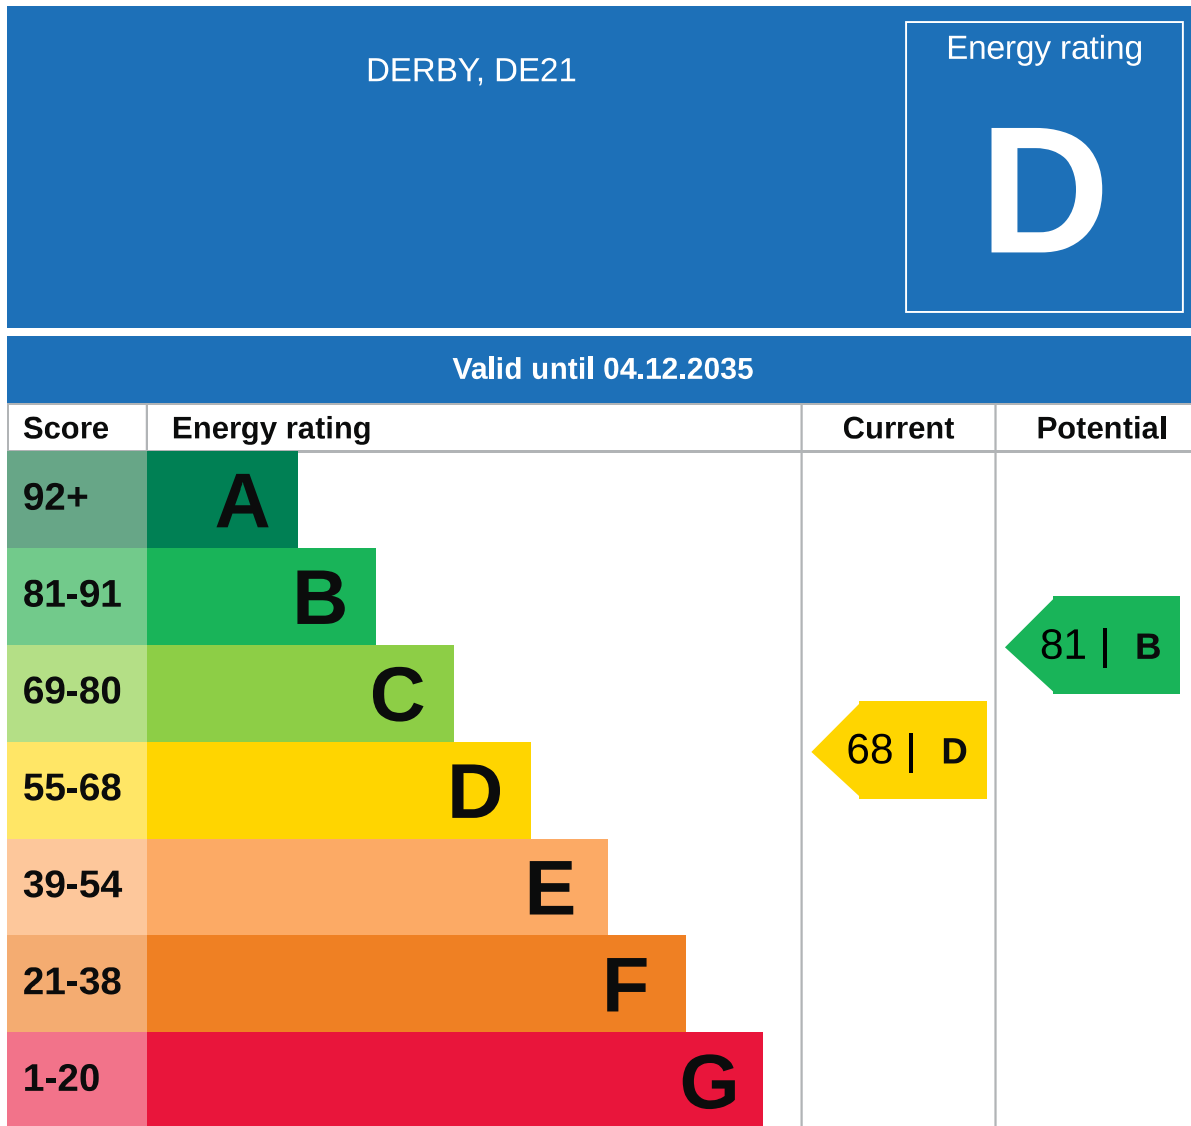 DERBY, DE21
Energy rating
D
Valid until 04.12.2035
Score Energy rating Current Potential
92+ A
81-91 B
81 | B
69-80 C
68 | D
55-68 D
39-54 E
21-38 F
1-20 G